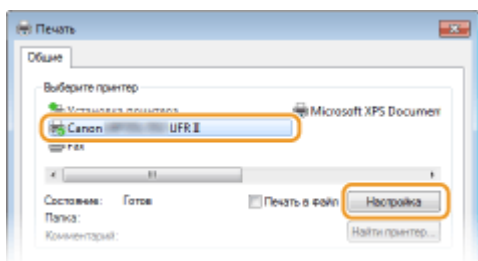 Печать
Общие
Выберите принтер
Установка принтера
Microsoft XPS Documen
Canon UFR II
Fax
Состояние: Готов
Печать в файл
Настройка
Папка:
Комментарий:
Найти принтер...